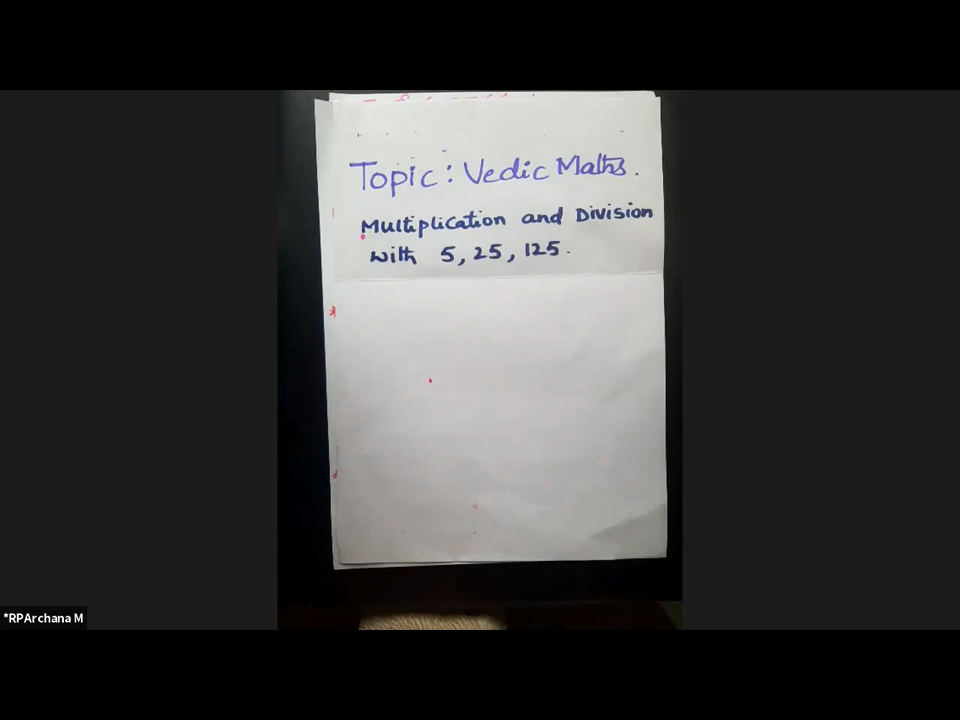 Topic : Vedic Maths.
Multiplication and Division
with 5, 25, 125.
*RPArchana M